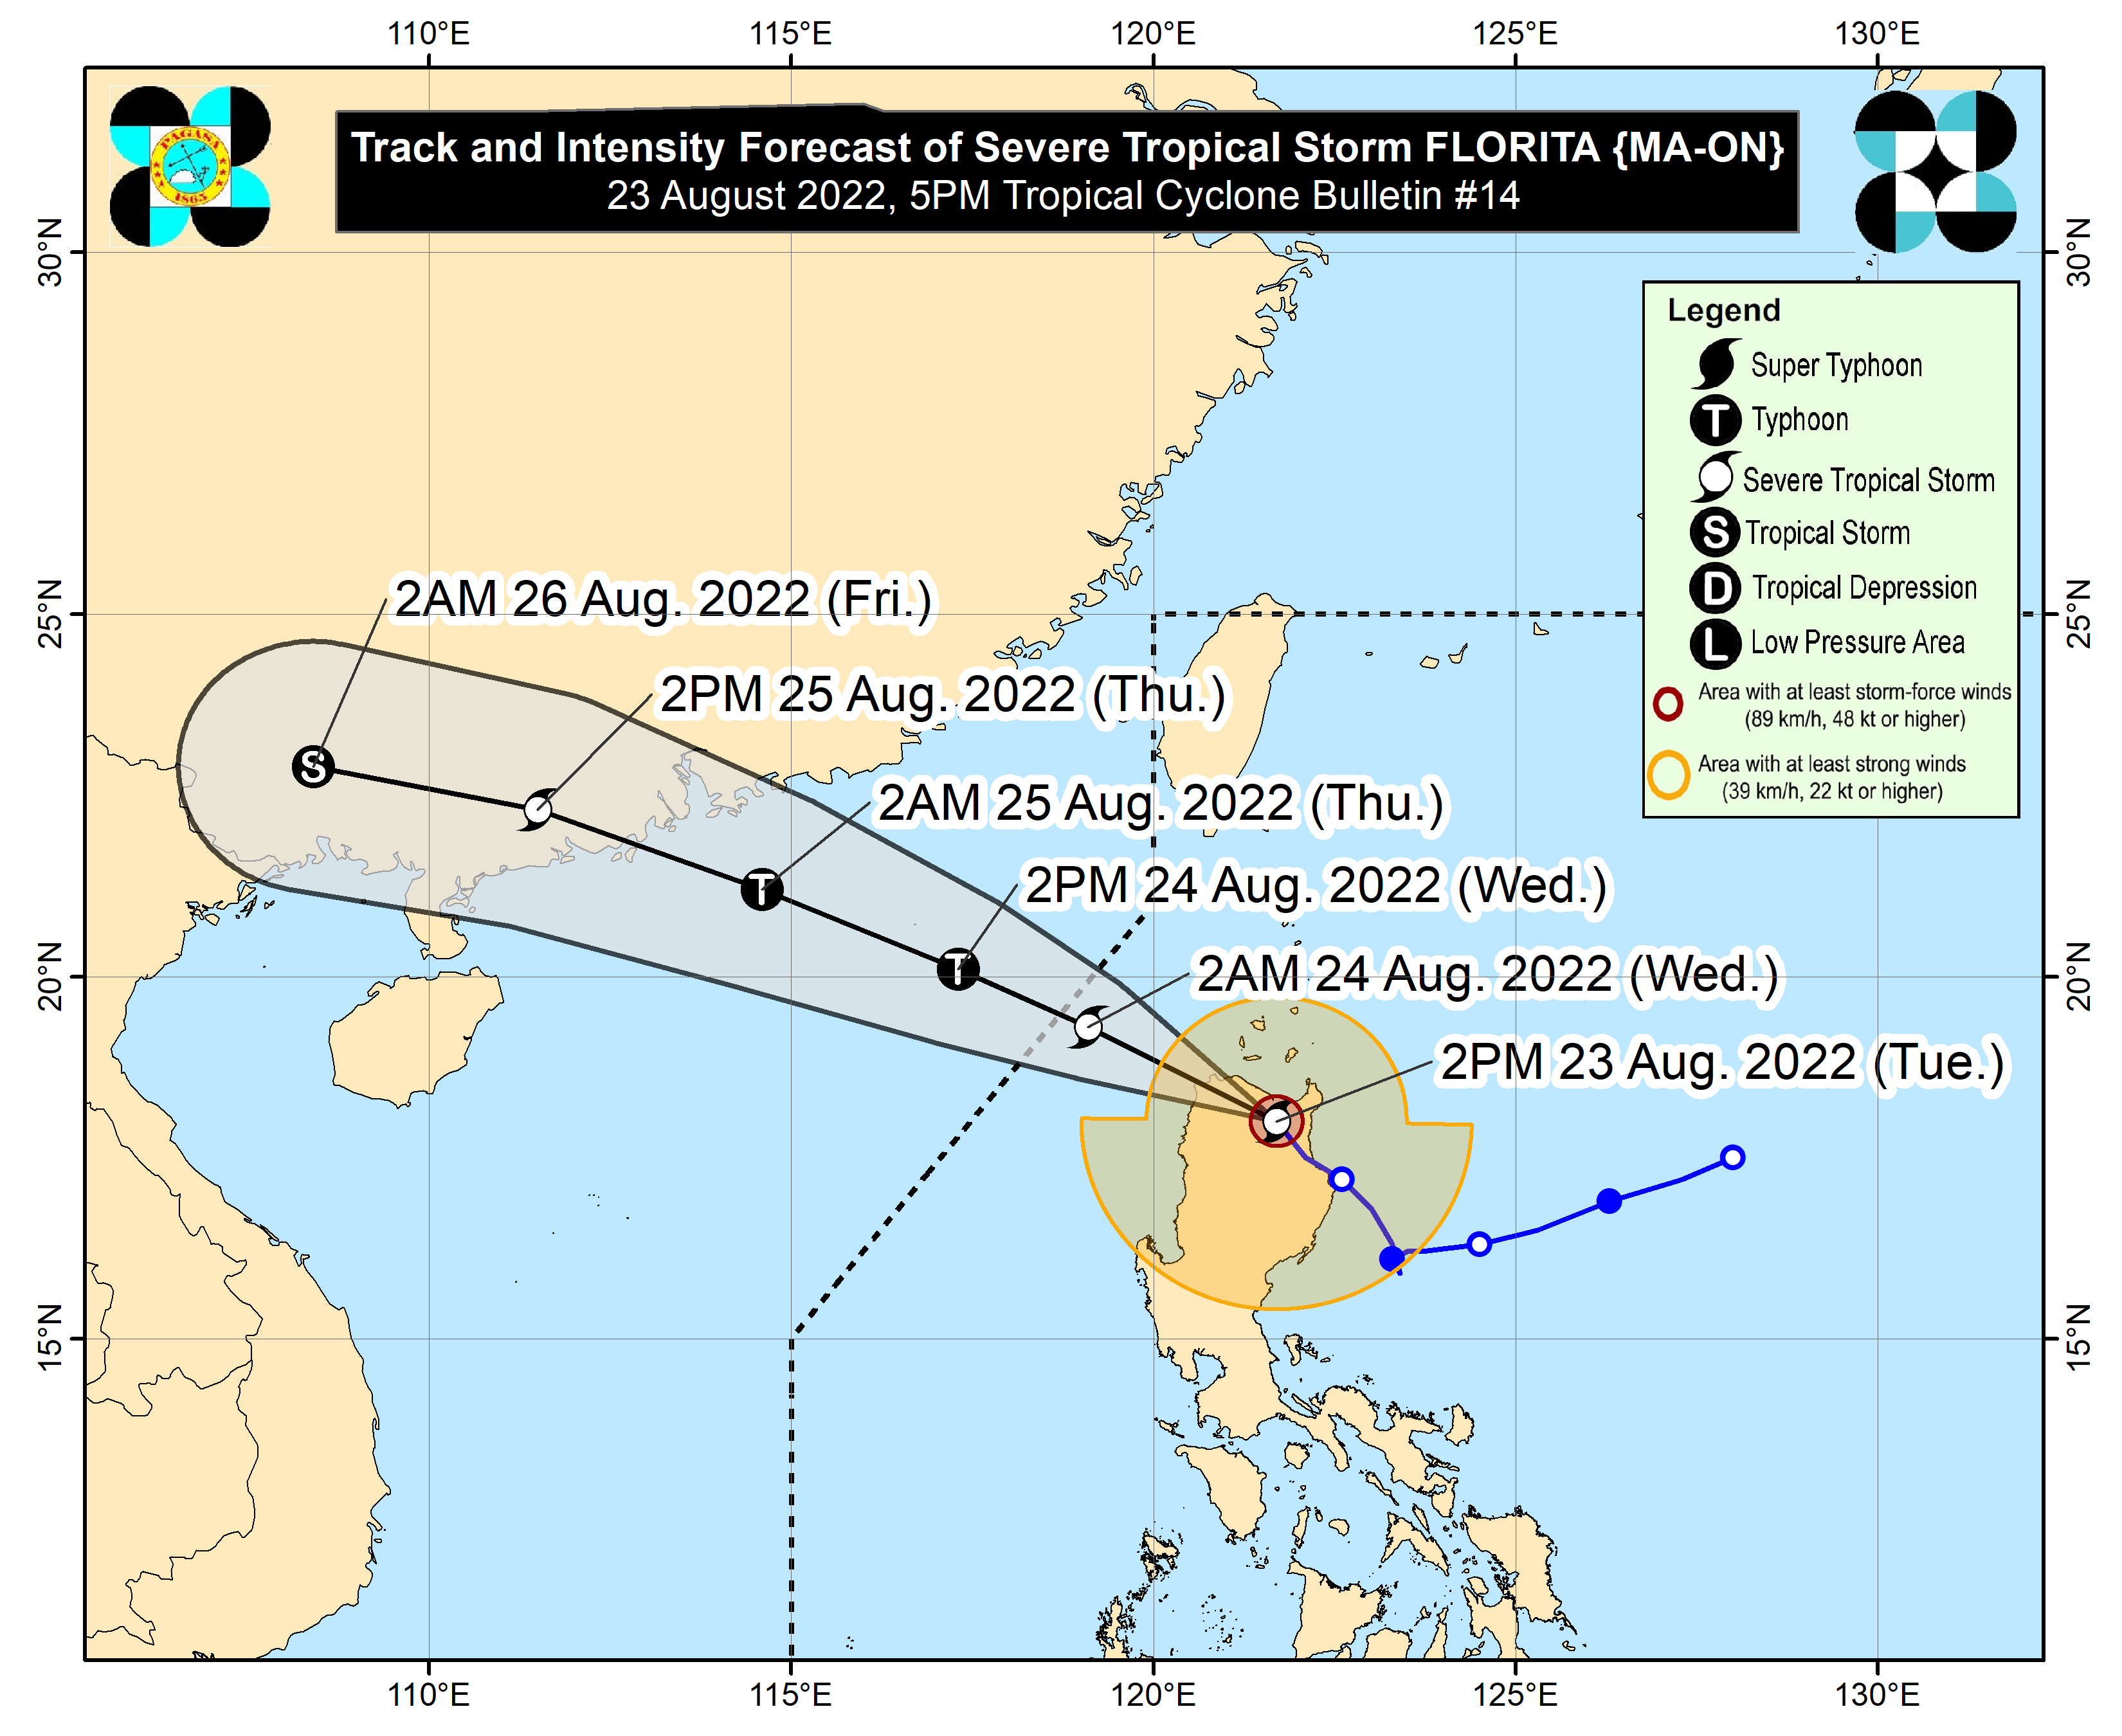 110°E 115°E 120°E 125°E 130°E
PAGASA
1865
Track and Intensity Forecast of Severe Tropical Storm FLORITA {MA-ON}
23 August 2022, 5PM Tropical Cyclone Bulletin #14
30°N 30°N
Legend
Super Typhoon
T Typhoon
Severe Tropical Storm
S Tropical Storm
D Tropical Depression
L Low Pressure Area
Area with at least storm-force winds
(89 km/h, 48 kt or higher)
Area with at least strong winds
(39 km/h, 22 kt or higher)
25°N 25°N
2AM 26 Aug. 2022 (Fri.)
2PM 25 Aug. 2022 (Thu.)
S
2AM 25 Aug. 2022 (Thu.)
T
2PM 24 Aug. 2022 (Wed.)
T
2AM 24 Aug. 2022 (Wed.)
20°N 20°N
2PM 23 Aug. 2022 (Tue.)
15°N 15°N
110°E 115°E 120°E 125°E 130°E